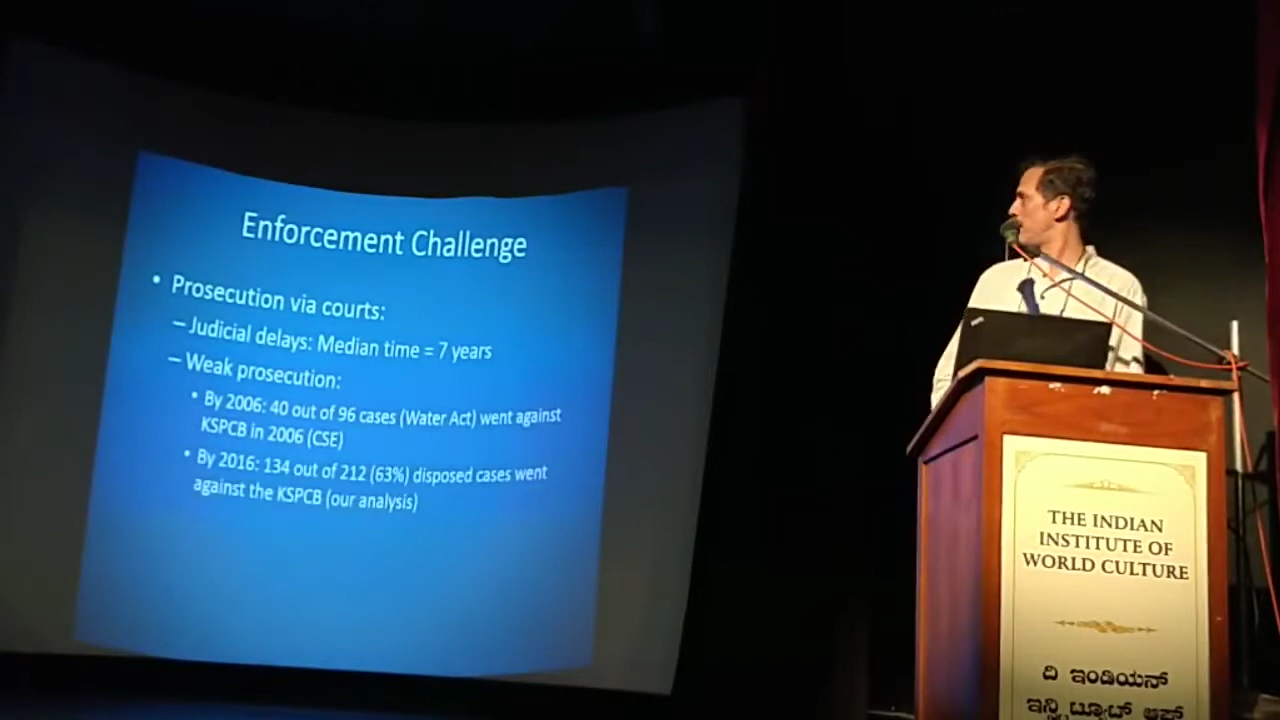 Enforcement Challenge
• Prosecution via courts:
– Judicial delays: Median time = 7 years
– Weak prosecution:
• By 2006: 40 out of 96 cases (Water Act) went against
KSPCB in 2006 (CSE)
• By 2016: 134 out of 212 (63%) disposed cases went
against the KSPCB (our analysis)
THE INDIAN
INSTITUTE OF
WORLD CULTURE
ದಿ ಇಂಡಿಯನ್
ಇನ್ಸ್ಟಿಟ್ಯೂಟ್ ಆಫ್